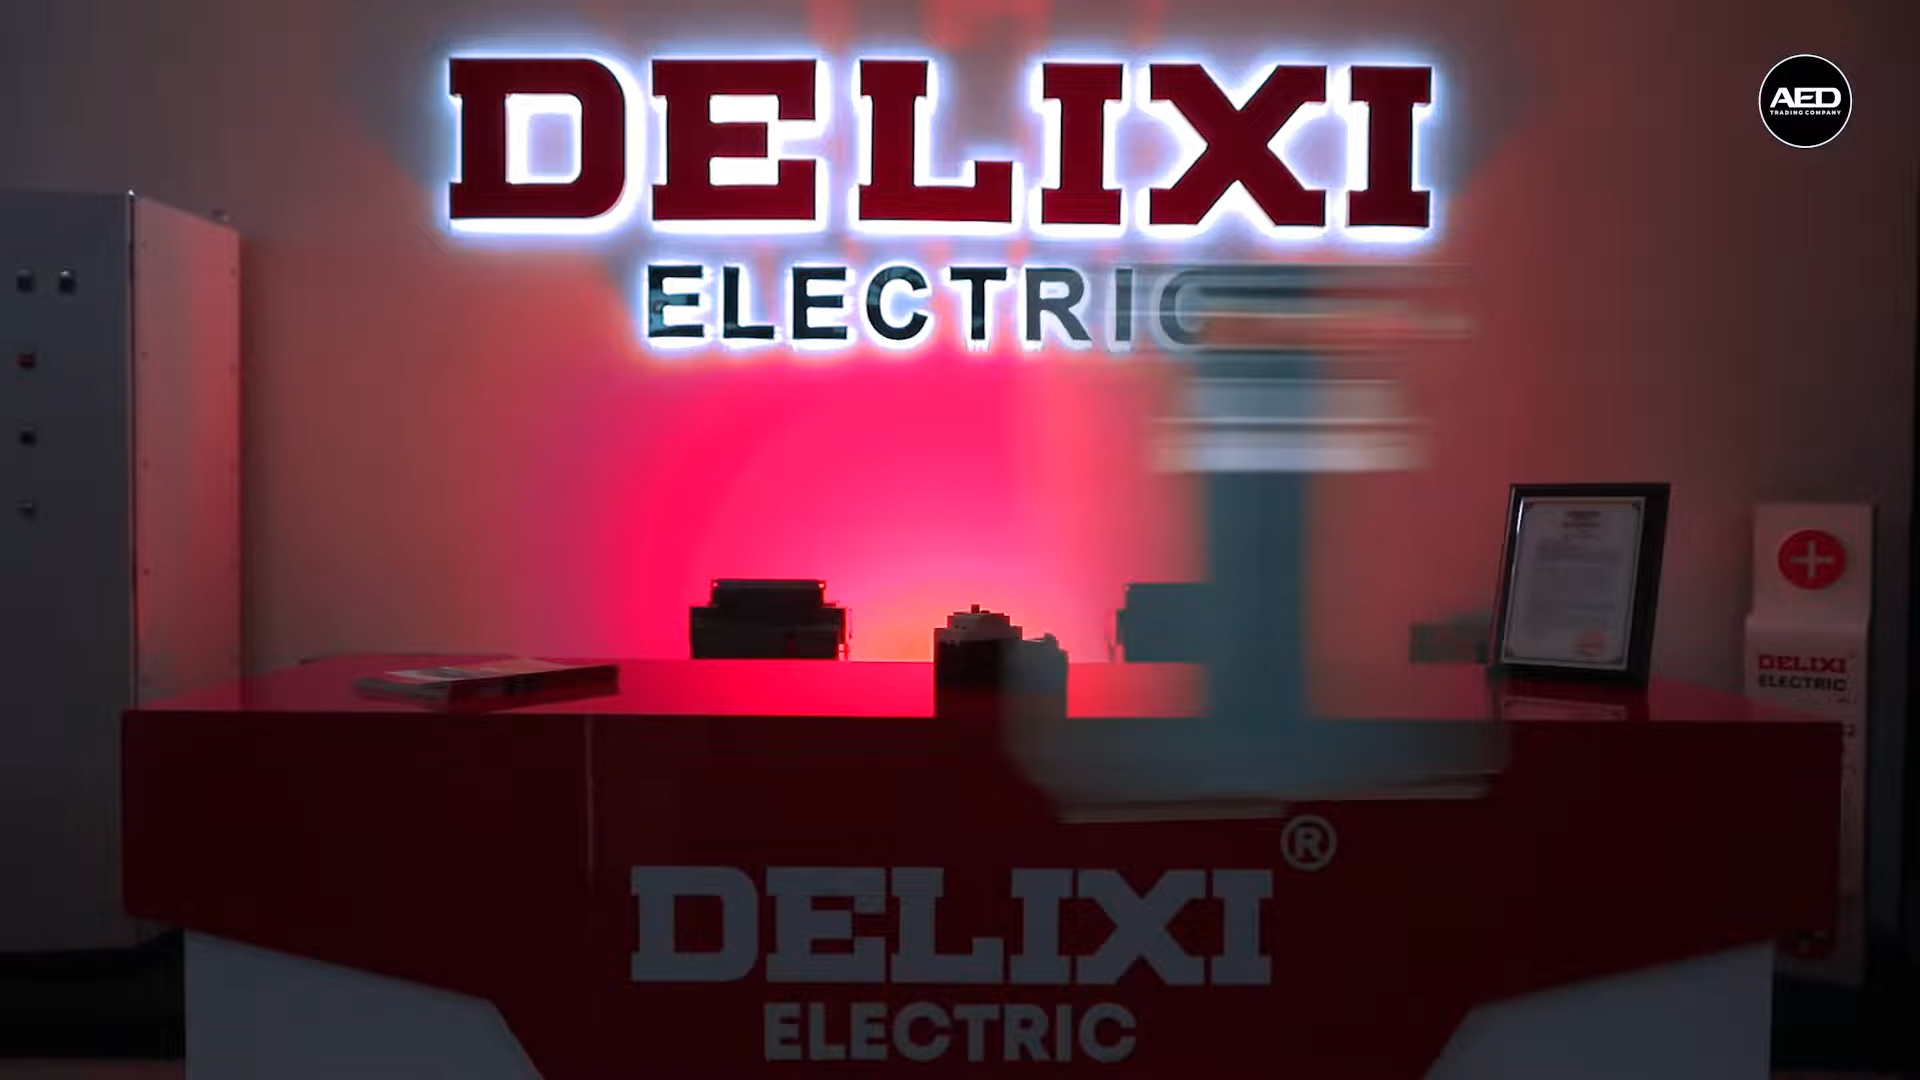 DELIXI
ELECTRIC
AED
TRADING COMPANY
DELIXI
ELECTRIC
DELIXI®
ELECTRIC